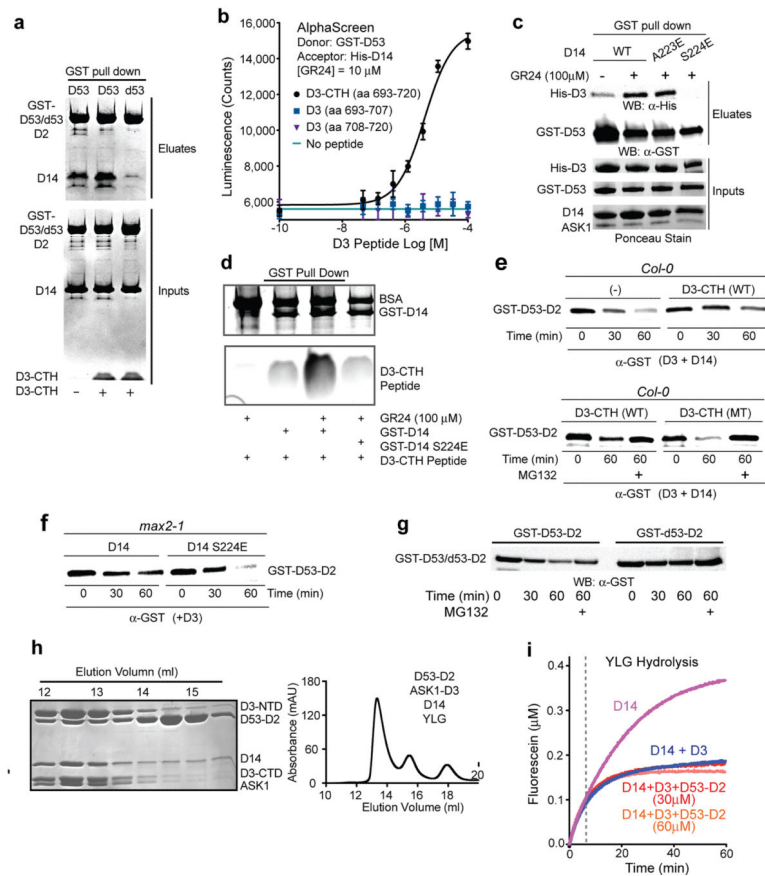 a
GST pull down
D53 D53 d53
GST-
D53/d53
D2
D14
Eluates
GST-
D53/d53
D2
D14
Inputs
D3-CTH
D3-CTH - + +
b
AlphaScreen
Donor: GST-D53
Acceptor: His-D14
[GR24] = 10 µM
D3-CTH (aa 693-720)
D3 (aa 693-707)
D3 (aa 708-720)
No peptide
Luminescence (Counts)
16,000
14,000
12,000
10,000
8,000
6,000
-10 -8 -6 -4
D3 Peptide Log [M]
c
GST pull down
D14 WT A223E S224E
GR24 (100µM) - + + +
His-D3
WB: α-His
GST-D53
WB: α-GST
Eluates
His-D3
GST-D53
D14
ASK1
Inputs
Ponceau Stain
d
GST Pull Down
BSA
GST-D14
D3-CTH
Peptide
+ + + GR24 (100 µM)
+ + GST-D14
+ GST-D14 S224E
+ + + + D3-CTH Peptide
e
Col-0
(-) D3-CTH (WT)
GST-D53-D2
Time (min) 0 30 60 0 30 60
α-GST (D3 + D14)
Col-0
D3-CTH (WT) D3-CTH (MT)
GST-D53-D2
Time (min) 0 60 60 0 60 60
MG132 + +
α-GST (D3 + D14)
f
max2-1
D14 D14 S224E
GST-D53-D2
0 30 60 0 30 60 Time (min)
α-GST (+D3)
g
GST-D53-D2 GST-d53-D2
GST-D53/d53-D2
WB: α-GST
Time (min) 0 30 60 60 0 30 60 60
MG132 + +
h
Elution Volumn (ml)
12 13 14 15
D3-NTD
D53-D2
D14
D3-CTD
ASK1
Absorbance (mAU)
180
120
60
0
D53-D2
ASK1-D3
D14
YLG
10 12 14 16 18 20
Elution Volume (ml)
i
YLG Hydrolysis
Fluorescein (µM)
0.4
0.3
0.2
0.1
0
D14
D14 + D3
D14+D3+D53-D2
(30µM)
D14+D3+D53-D2
(60µM)
0 20 40 60
Time (min)